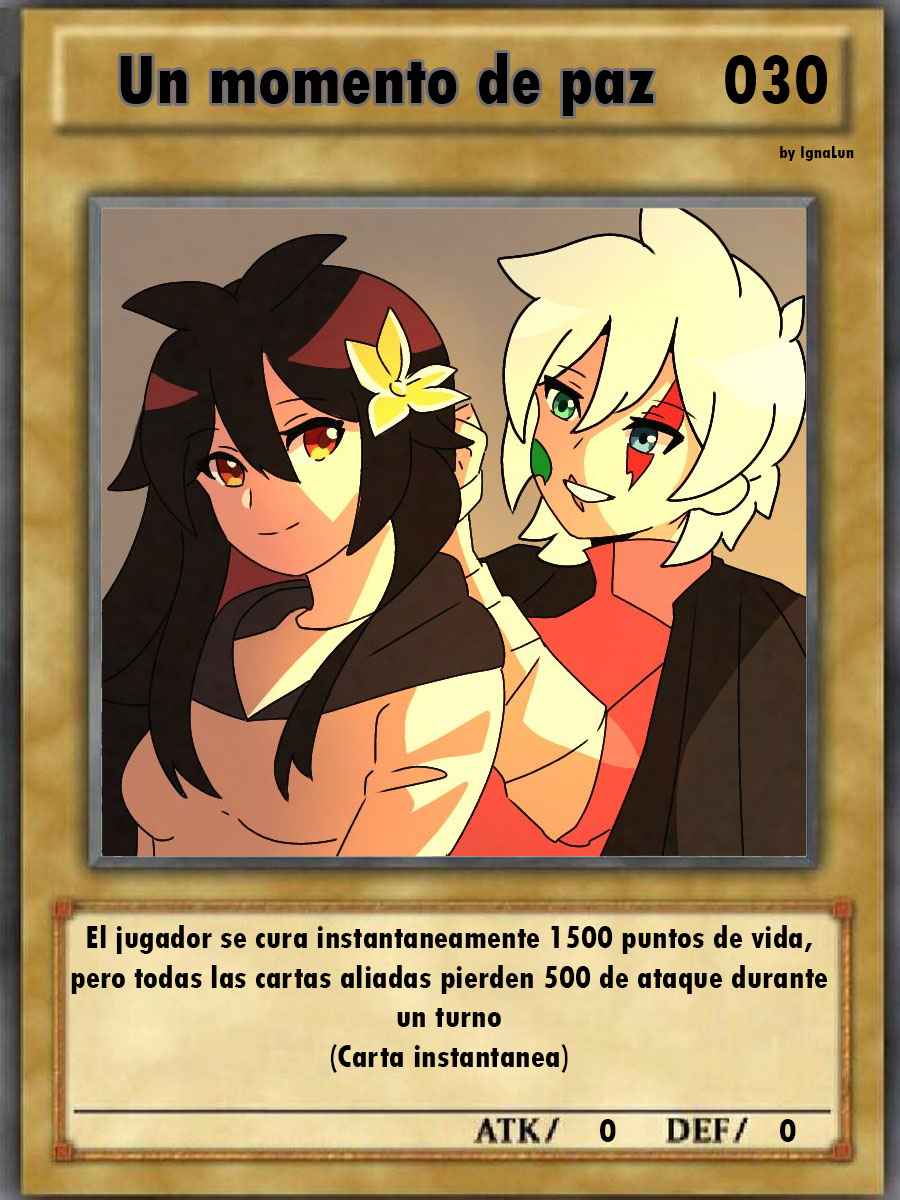 Un momento de paz 030
by IgnaLun
El jugador se cura instantaneamente 1500 puntos de vida,
pero todas las cartas aliadas pierden 500 de ataque durante
un turno
(Carta instantanea)
ATK/ 0 DEF/ 0